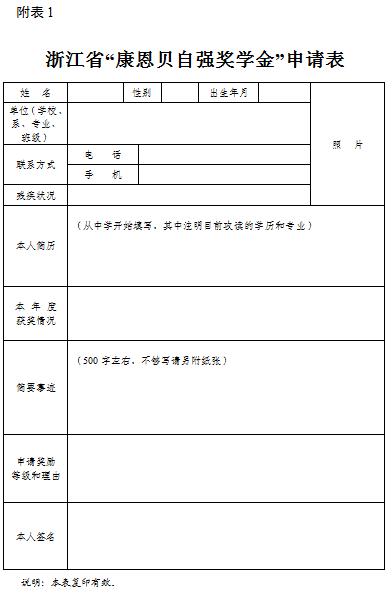 附表1
浙江省“康恩贝自强奖学金”申请表
姓 名 性别 出生年月
单位(学校、
系、专业、
班级)
照 片
联系方式
电 话
手 机
残疾状况
本人简历
(从中学开始填写，其中注明目前攻读的学历和专业)
本 年 度
获奖情况
简要事迹
(500字左右，不够写请另附纸张)
申请奖励
等级和理由
本人签名
说明：本表复印有效。